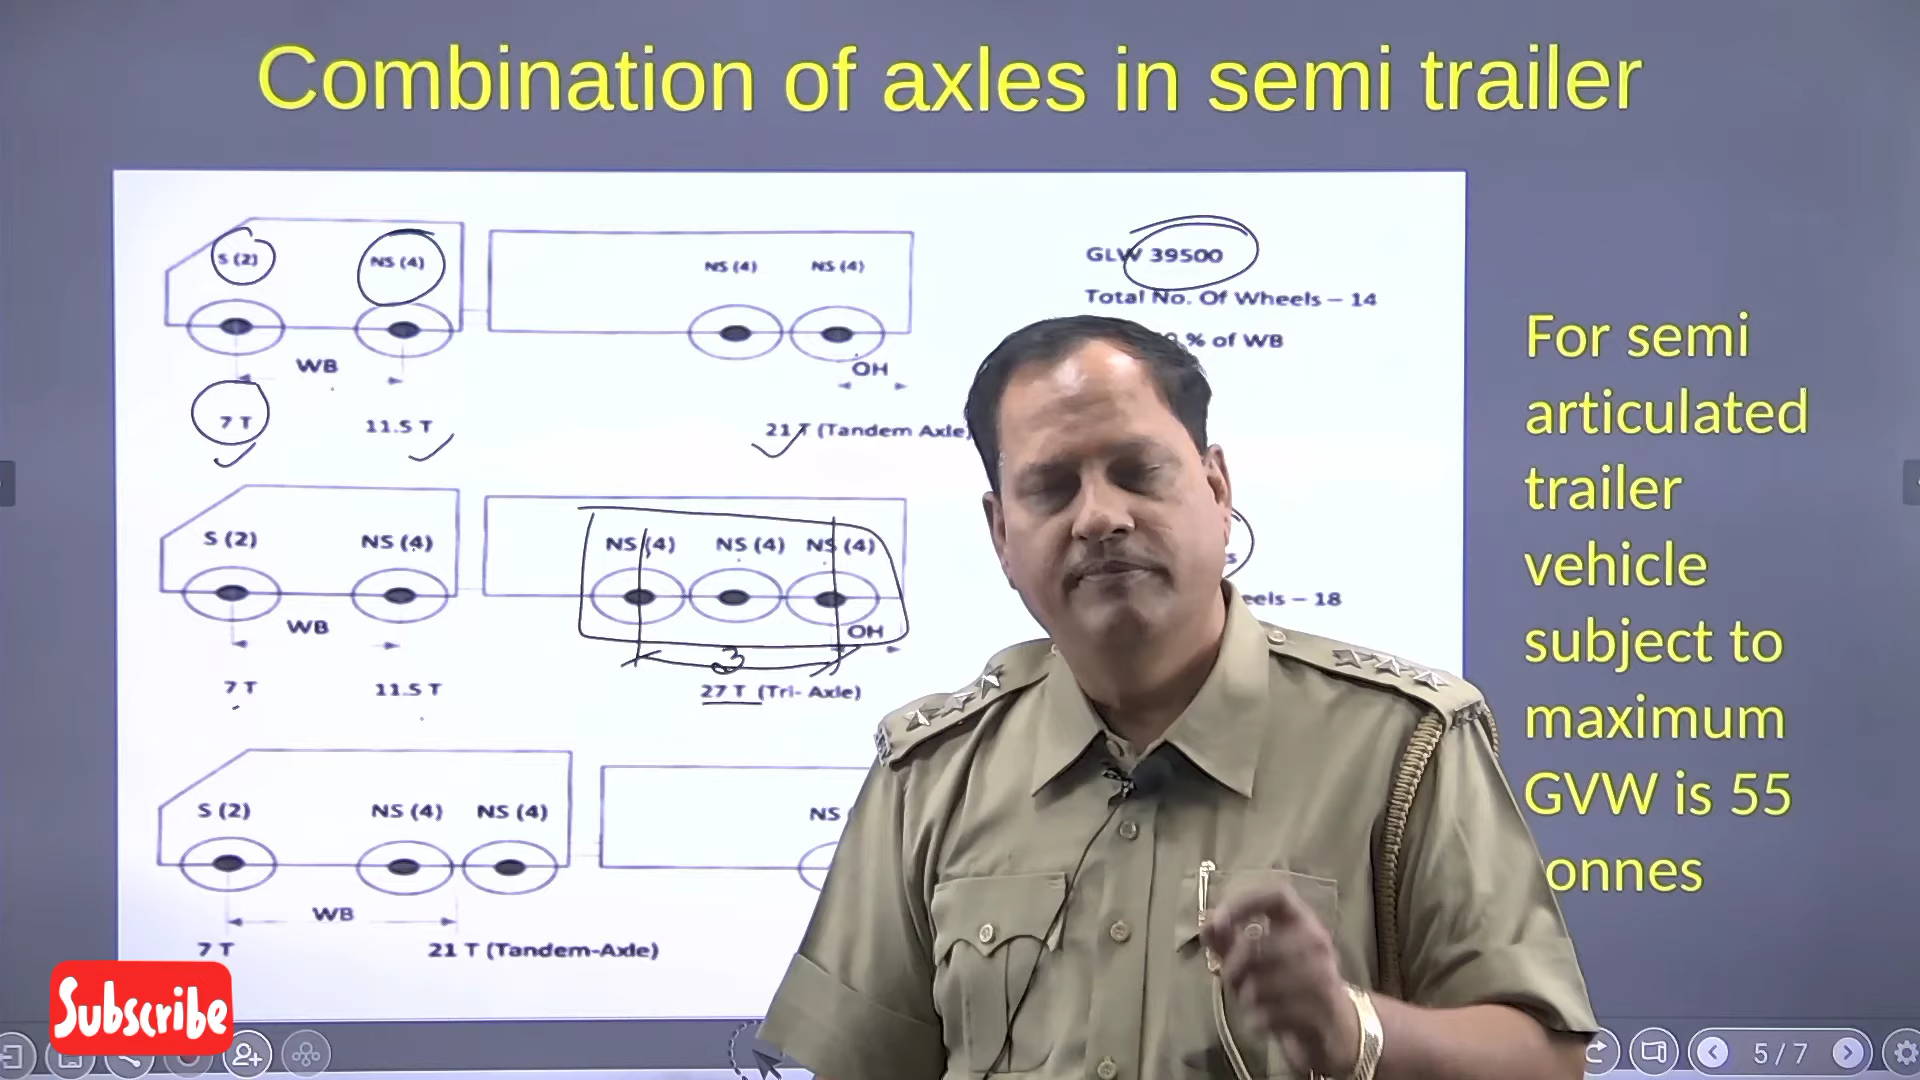 Combination of axles in semi trailer
S (2)
NS (4)
NS (4)
NS (4)
GLW 39500
Total No. Of Wheels – 14
% of WB
WB
OH
7 T
11.5 T
21 T (Tandem Axle)
S (2)
NS (4)
NS (4)
NS (4)
NS (4)
– 18
WB
OH
3
7 T
11.5 T
27 T (Tri- Axle)
S (2)
NS (4)
NS (4)
NS
WB
7 T
21 T (Tandem-Axle)
For semi
articulated
trailer
vehicle
subject to
maximum
GVW is 55
onnes
Subscribe
5 / 7